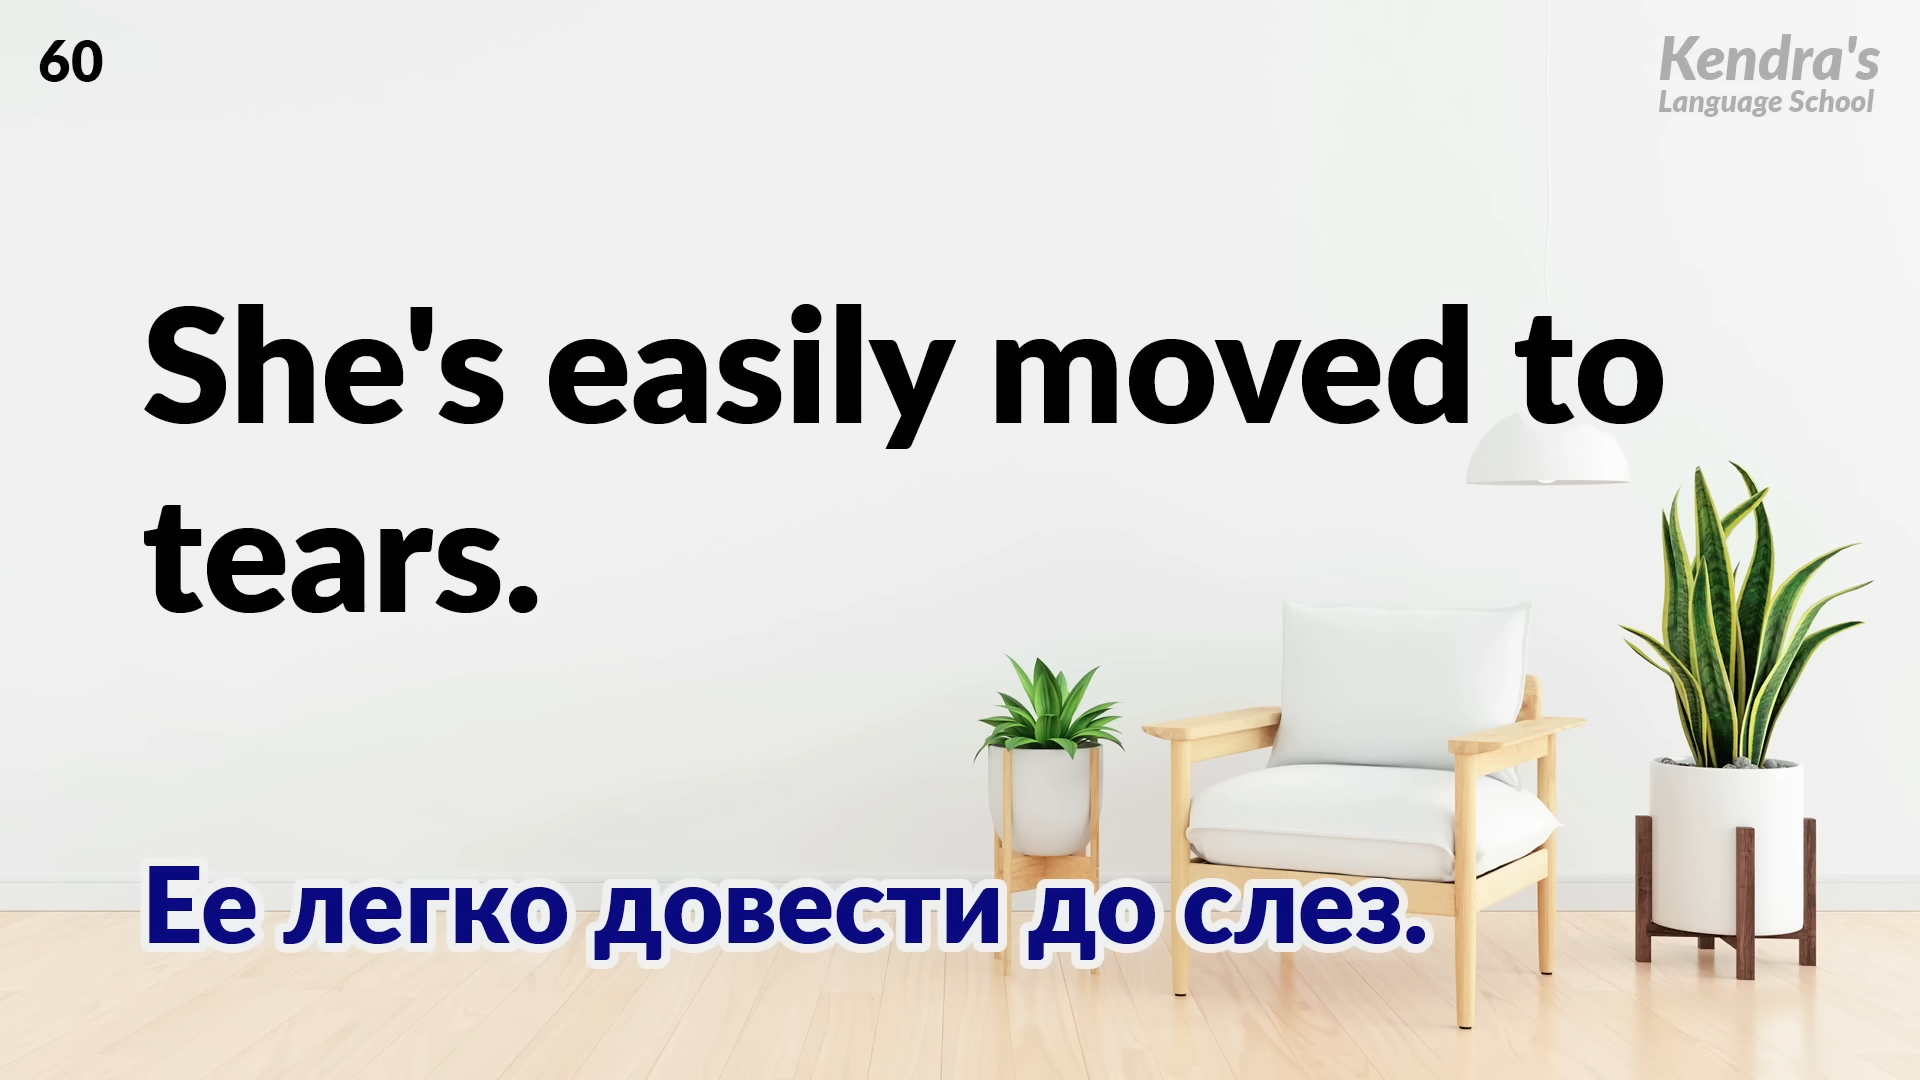 60
Kendra's
Language School
She's easily moved to
tears.
Ее легко довести до слез.